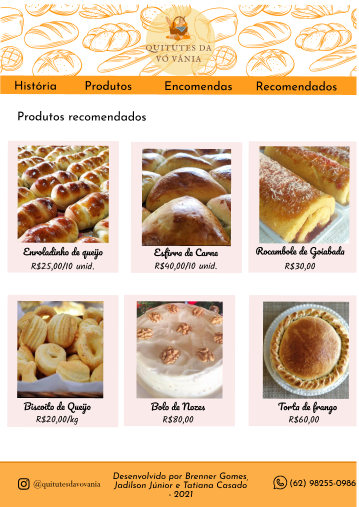 QUITUTES DA
VÓ VÂNIA
História Produtos Encomendas Recomendados
Produtos recomendados
Enroladinho de queijo
R$25,00/10 unid.
Esfirra de Carne
R$40,00/10 unid.
Rocambole de Goiabada
R$30,00
Biscoito de Queijo
R$20,00/kg
Bolo de Nozes
R$80,00
Torta de frango
R$60,00
@quitutesdavovania
Desenvolvido por Brenner Gomes,
Jadilson Júnior e Tatiana Casado
- 2021
(62) 98255-0986